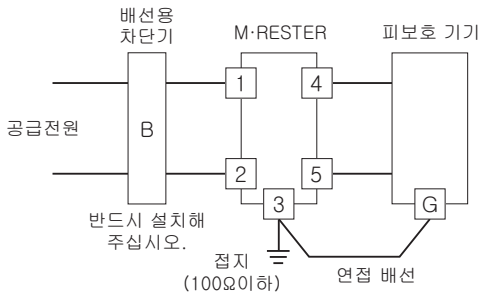 배선용
차단기
M·RESTER
피보호 기기
1
4
공급전원
B
2
5
3
G
반드시 설치해
주십시오.
접지
(100Ω이하)
연접 배선